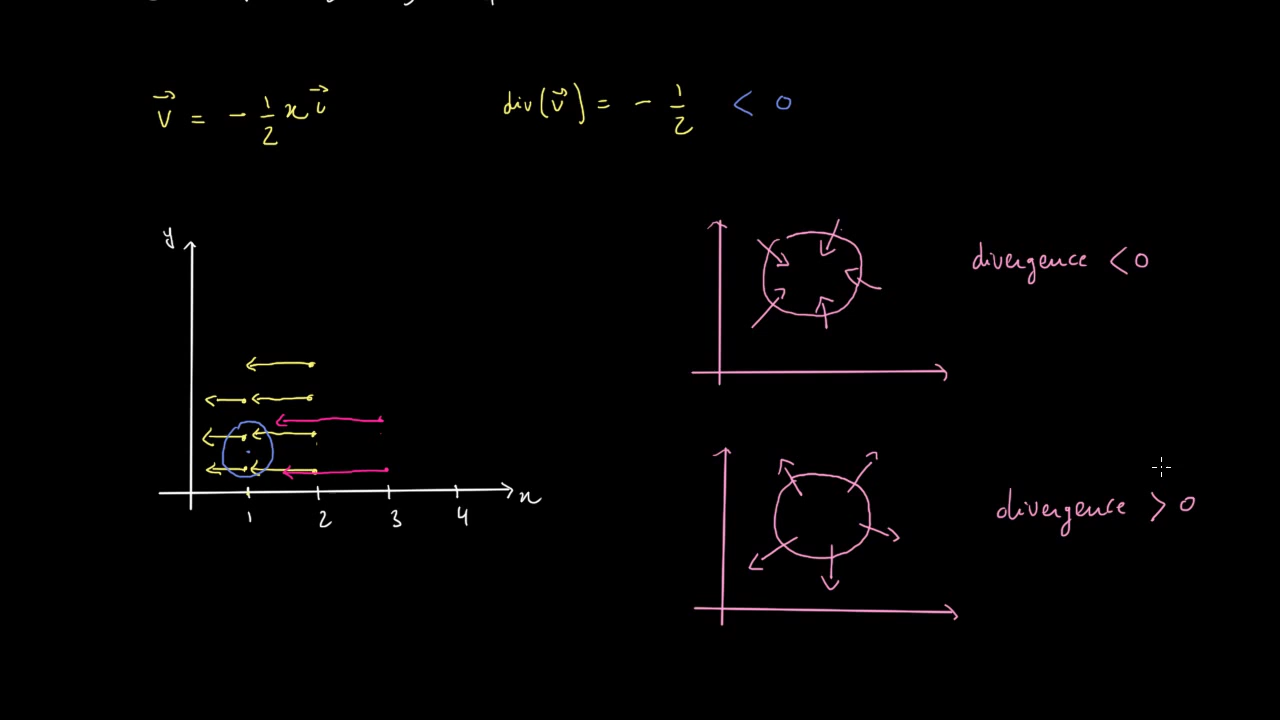 v⃗ = - 1/2 x i⃗
div(v⃗) = - 1/2 < 0
y
x
1 2 3 4
divergence < 0
divergence > 0